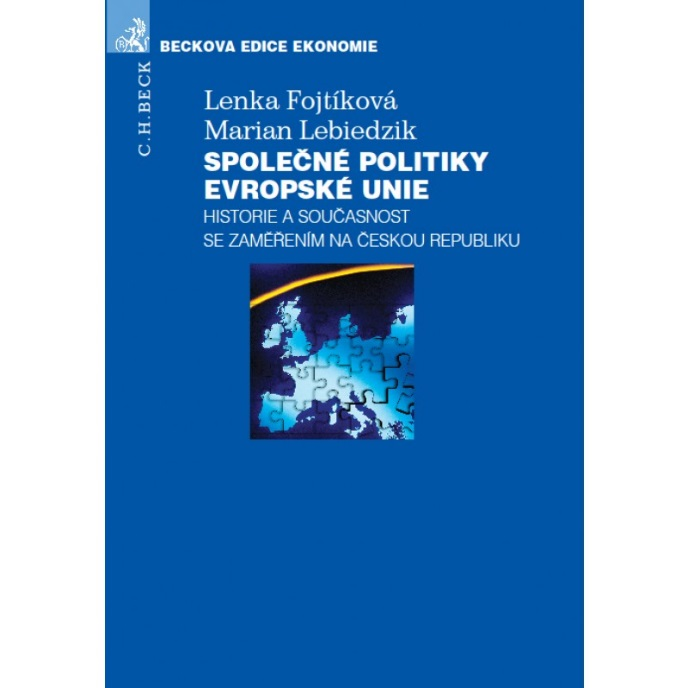 BECKOVA EDICE EKONOMIE
C. H. BECK
Lenka Fojtíková
Marian Lebiedzik
SPOLEČNÉ POLITIKY
EVROPSKÉ UNIE
HISTORIE A SOUČASNOST
SE ZAMĚŘENÍM NA ČESKOU REPUBLIKU